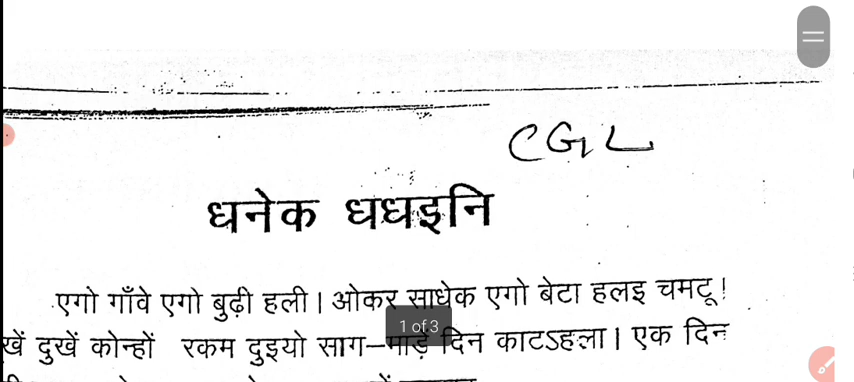 CGL
धनेक धधइनि
एगो गाँवे एगो बुढ़ी हली। ओकर साधेक एगो बेटा हलइ चमटू!
1 of 3
दुखें कोन्हों रकम दुइयो साग-माड़ें दिन काटऽहला। एक दिन